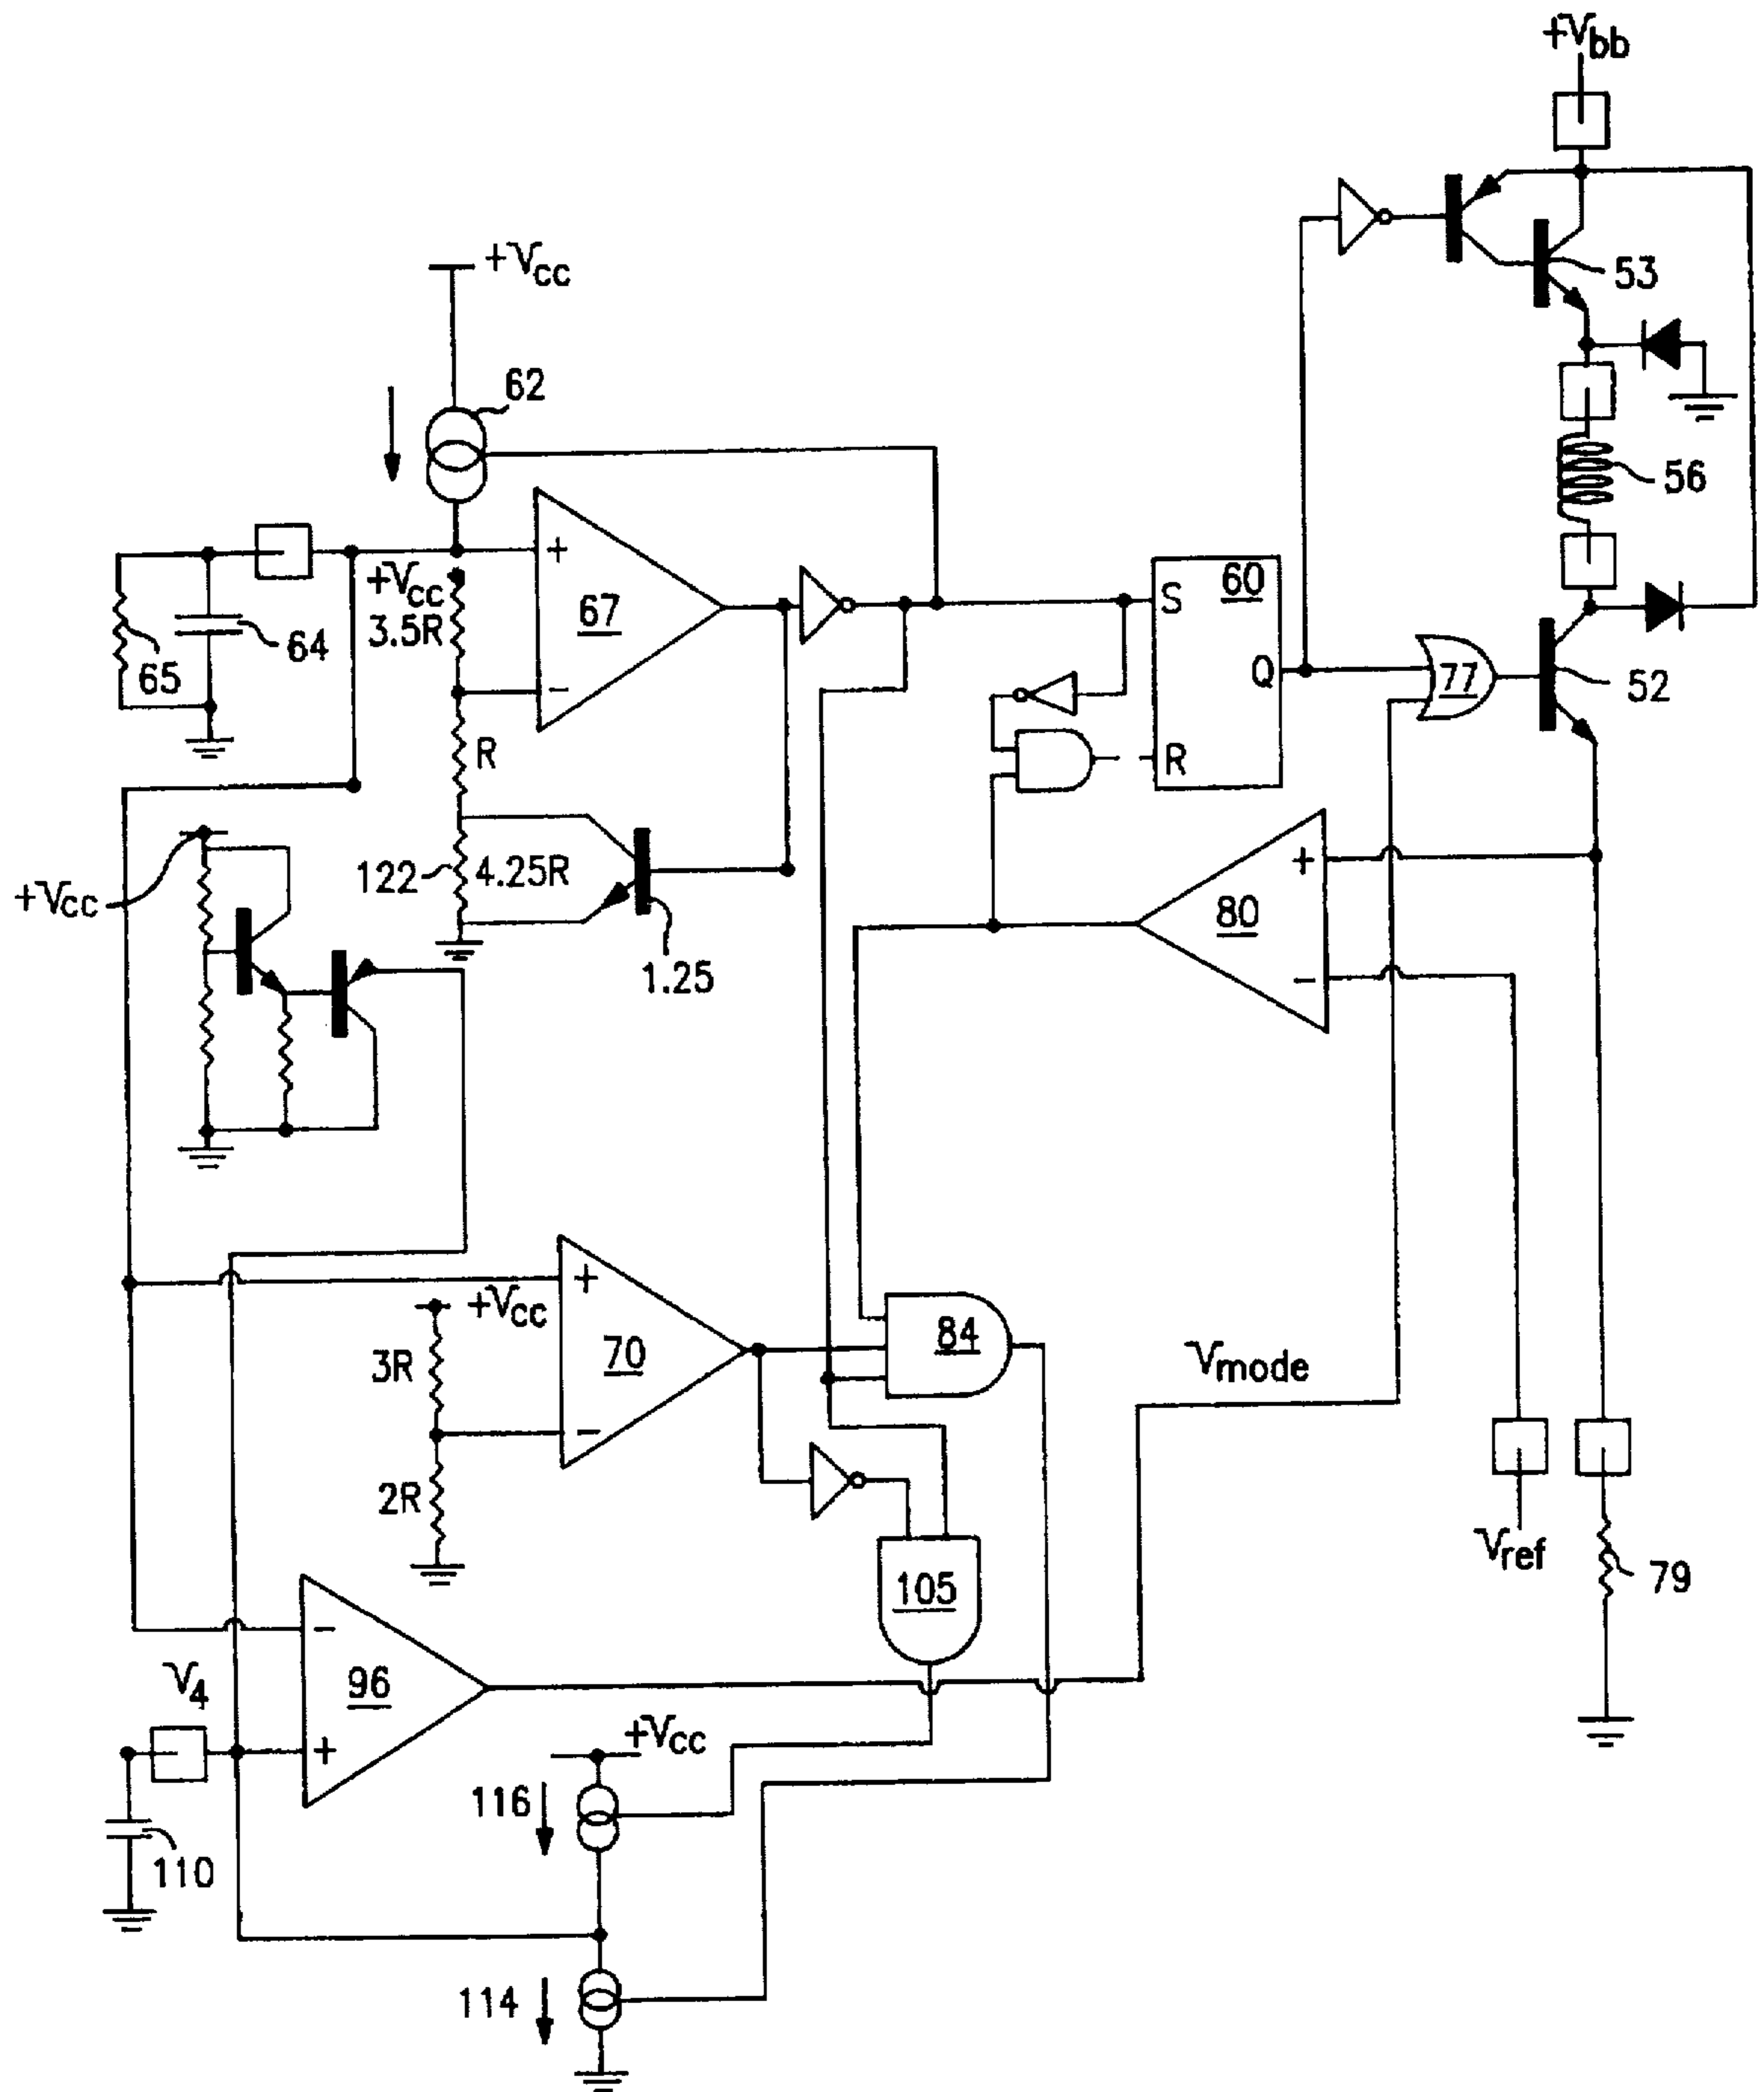 +Vbb
53
+Vcc
62
56
+
+Vcc
3.5R
67
S
60
64
65
−
Q
77
52
R
R
122
4.25R
+
80
+Vcc
1.25
−
+
+Vcc
84
3R
70
Vmode
−
2R
Vref
79
105
−
V4
96
+
+Vcc
116
110
114